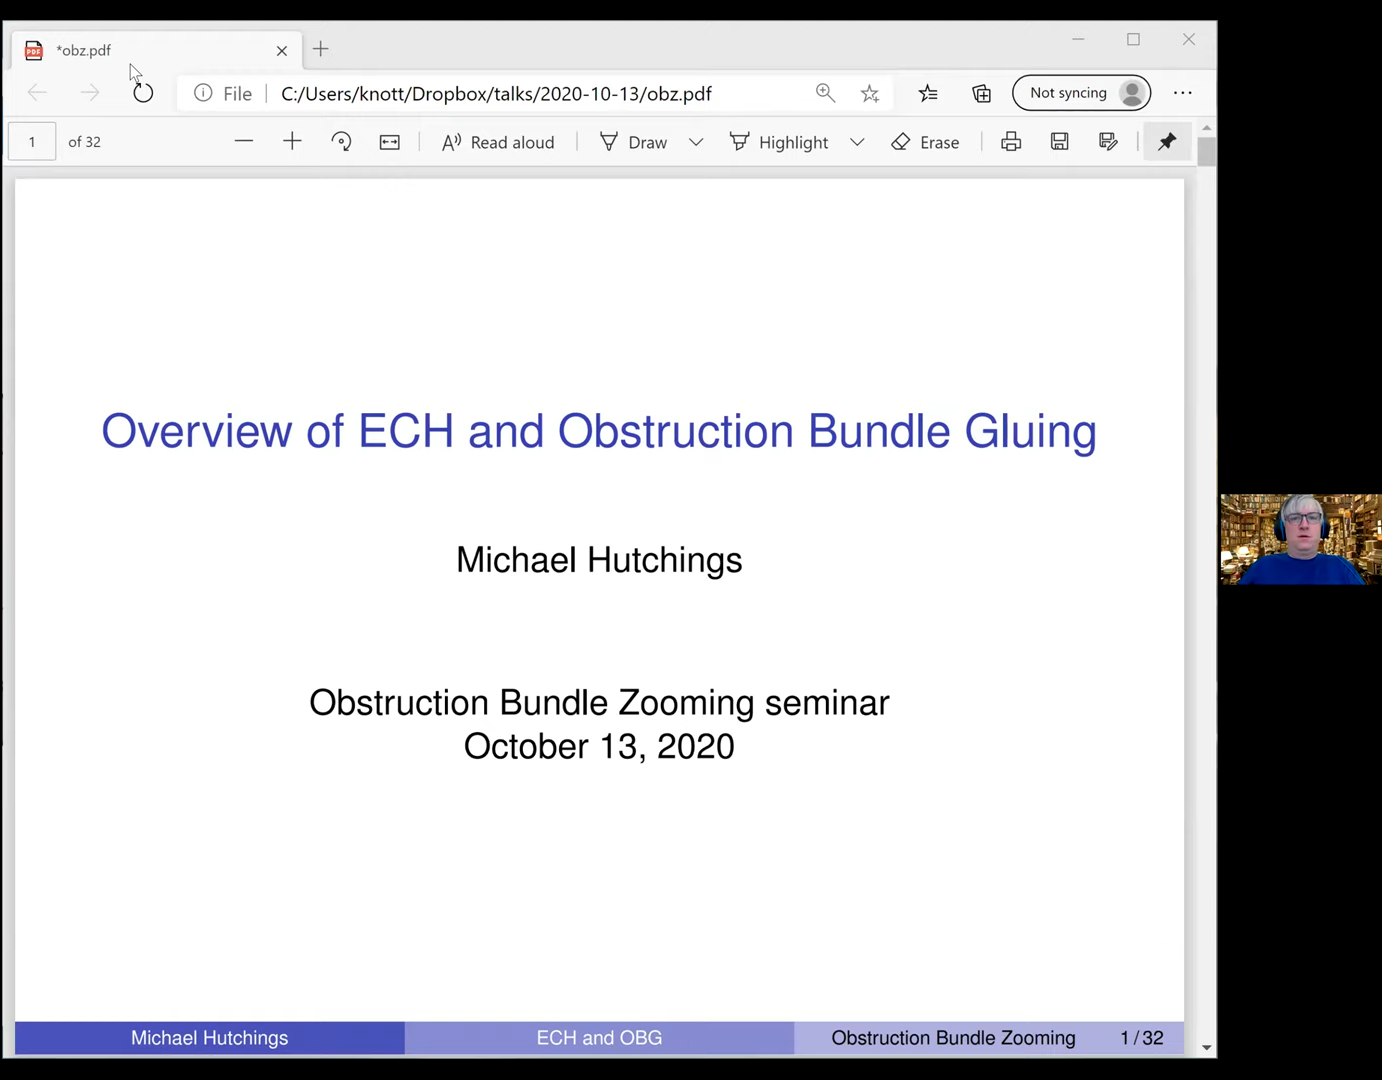 *obz.pdf
File
C:/Users/knott/Dropbox/talks/2020-10-13/obz.pdf
Not syncing
1 of 32
Read aloud
Draw
Highlight
Erase
Overview of ECH and Obstruction Bundle Gluing
Michael Hutchings
Obstruction Bundle Zooming seminar
October 13, 2020
Michael Hutchings
ECH and OBG
Obstruction Bundle Zooming
1 / 32